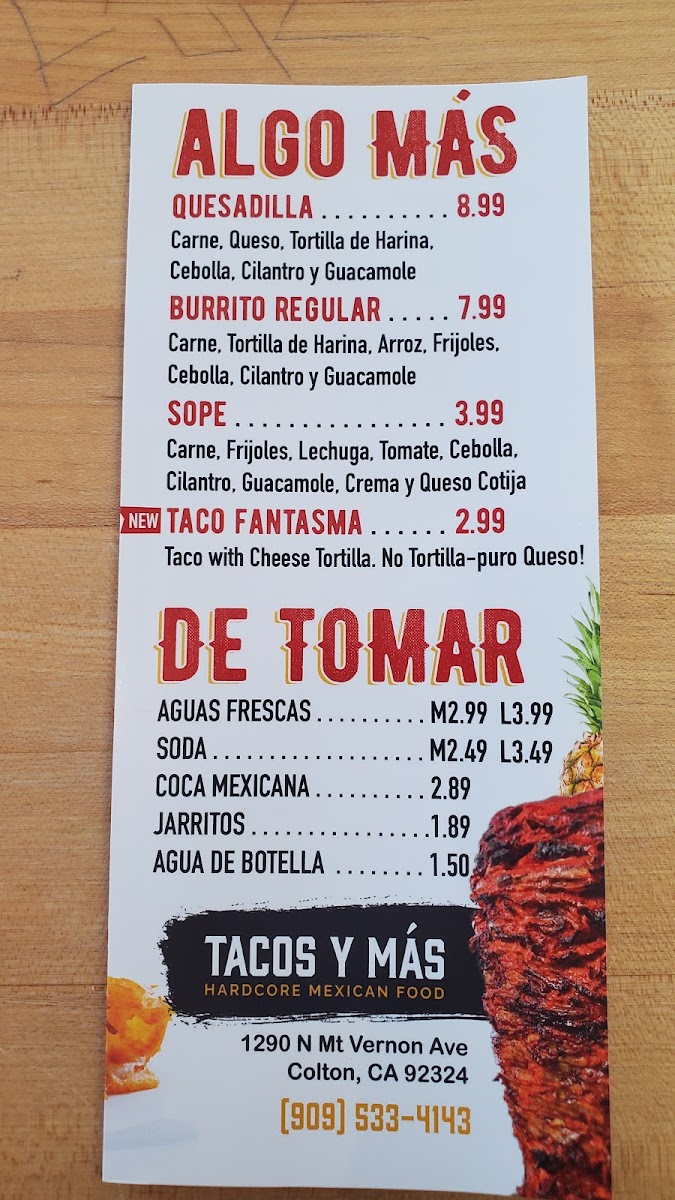 ALGO MÁS
QUESADILLA .......... 8.99
Carne, Queso, Tortilla de Harina,
Cebolla, Cilantro y Guacamole
BURRITO REGULAR ..... 7.99
Carne, Tortilla de Harina, Arroz, Frijoles,
Cebolla, Cilantro y Guacamole
SOPE ................. 3.99
Carne, Frijoles, Lechuga, Tomate, Cebolla,
Cilantro, Guacamole, Crema y Queso Cotija
NEW TACO FANTASMA ...... 2.99
Taco with Cheese Tortilla. No Tortilla-puro Queso!
DE TOMAR
AGUAS FRESCAS .......... M2.99 L3.99
SODA .................... M2.49 L3.49
COCA MEXICANA .......... 2.89
JARRITOS ................ 1.89
AGUA DE BOTELLA ........ 1.50
TACOS Y MÁS
HARDCORE MEXICAN FOOD
1290 N Mt Vernon Ave
Colton, CA 92324
(909) 533-4143